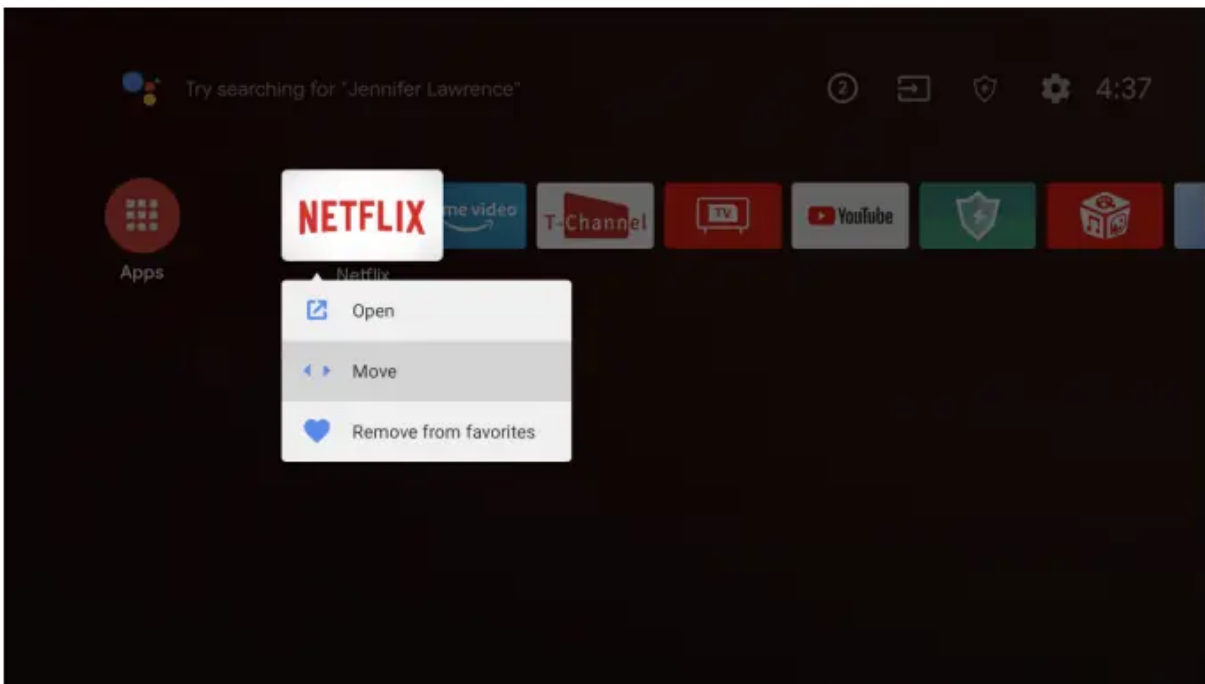 Try searching for "Jennifer Lawrence"
2
4:37
NETFLIX
me video
T-Channel
TV
YouTube
Apps
Netflix
Open
Move
Remove from favorites